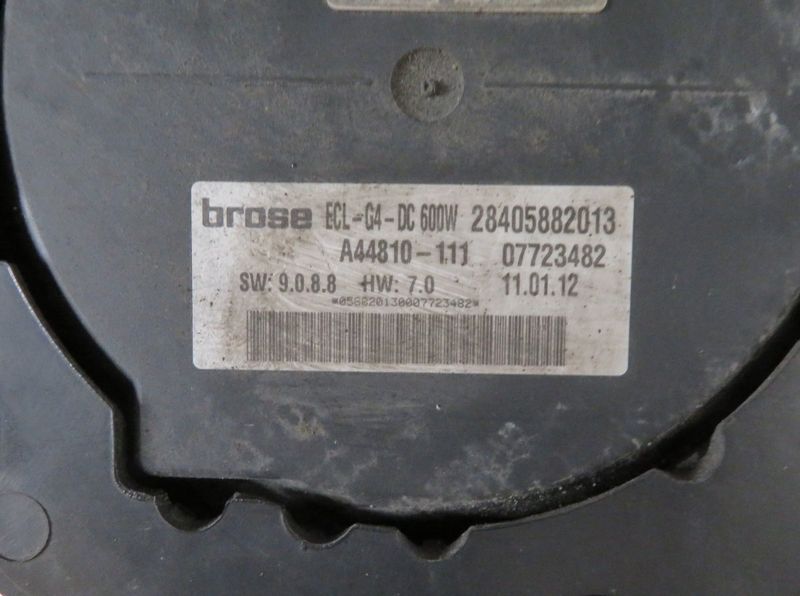 brose ECL-G4-DC 600W 28405882013
A44810-111 07723482
SW: 9.0.8.8 HW: 7.0 11.01.12
*058820130007723482*